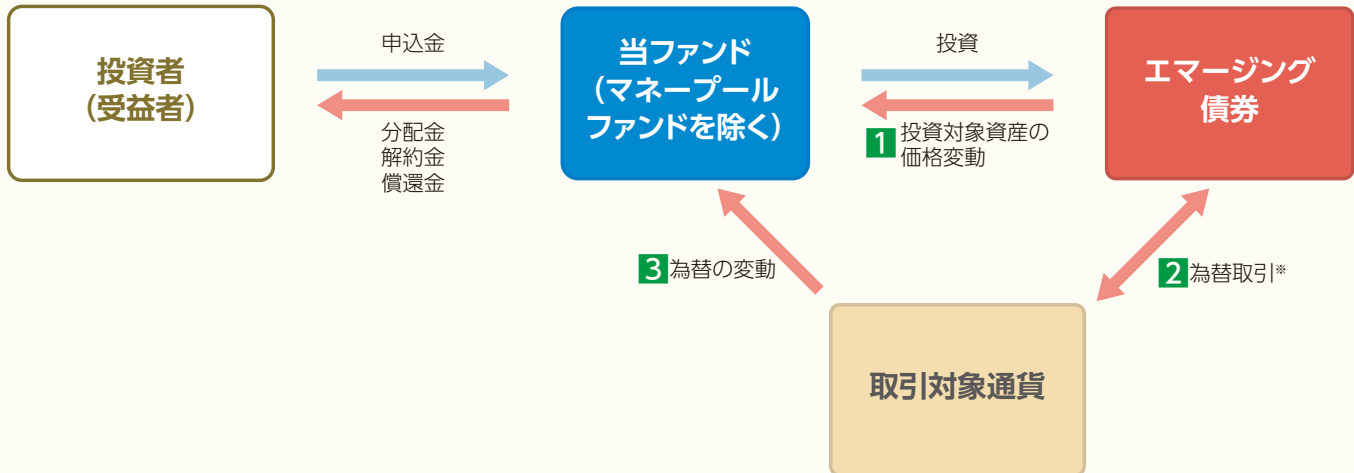 投資者
(受益者)
申込金
分配金
解約金
償還金
当ファンド
(マネープール
ファンドを除く)
投資
1 投資対象資産の
価格変動
エマージング
債券
3 為替の変動
2 為替取引※
取引対象通貨